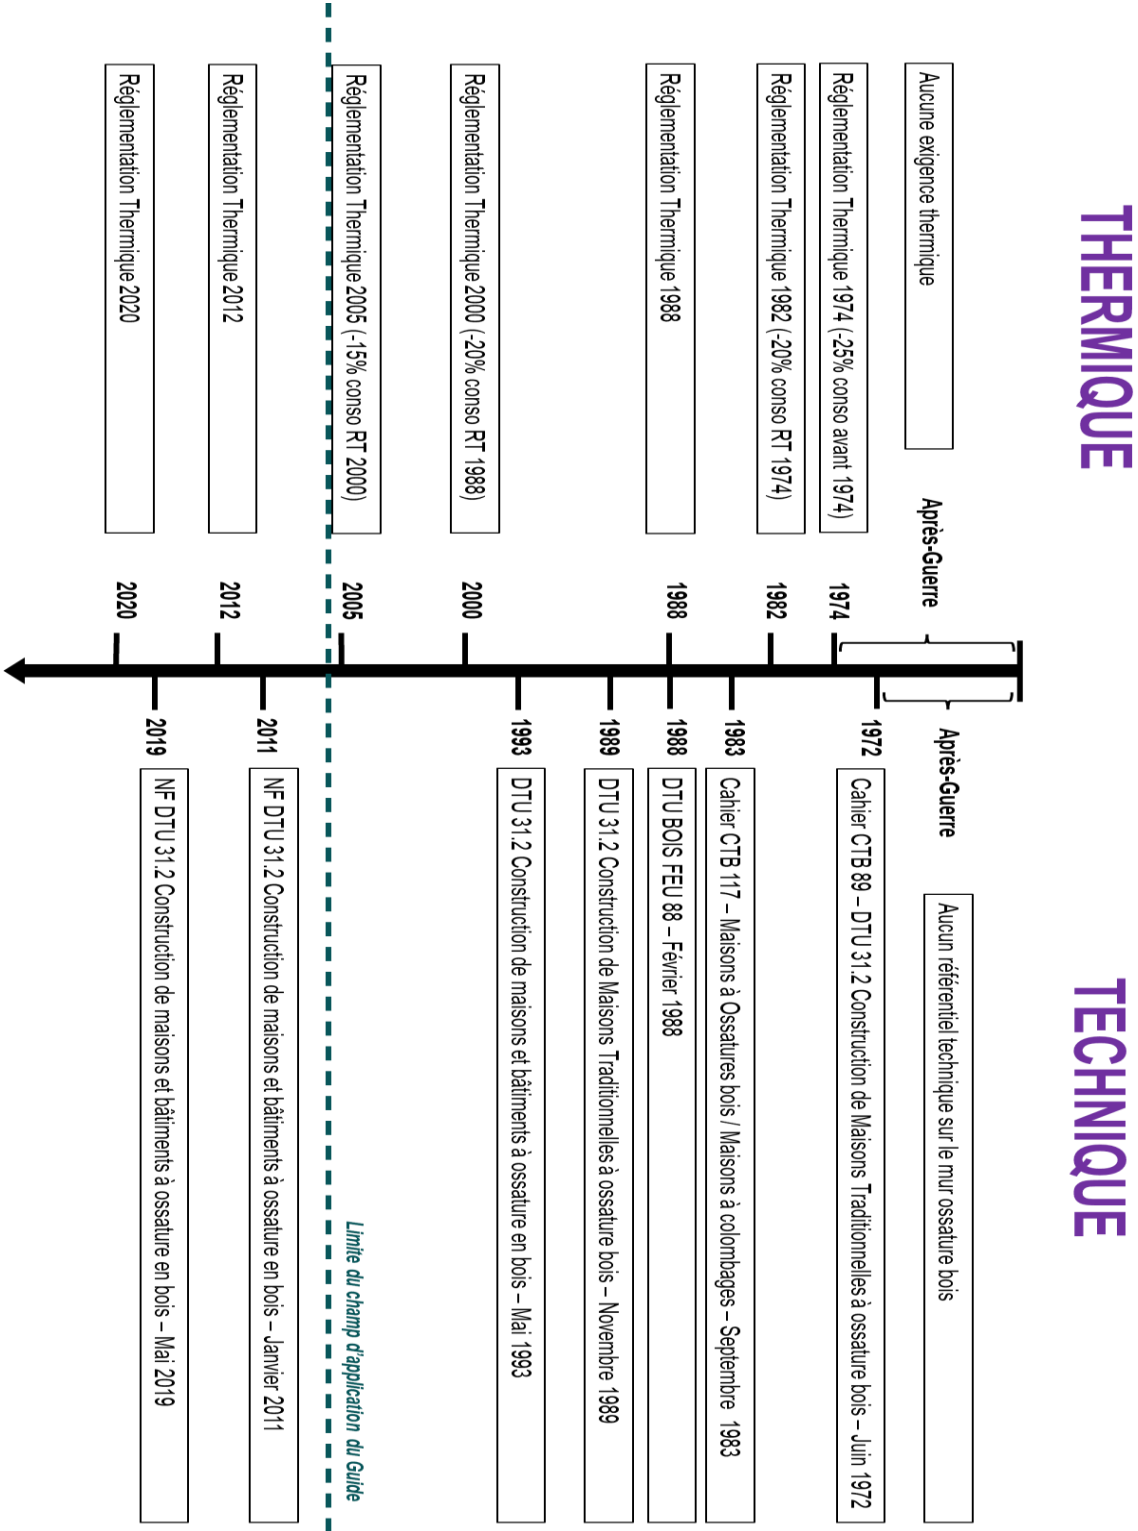 THERMIQUE
TECHNIQUE
Aucune exigence thermique
Après-Guerre
Après-Guerre
Aucun référentiel technique sur le mur ossature bois
1972
Cahier CTB 89 – DTU 31.2 Construction de Maisons Traditionnelles à ossature bois – Juin 1972
Réglementation Thermique 1974 (-25% conso avant 1974)
1974
Réglementation Thermique 1982 (-20% conso RT 1974)
1982
1983
Cahier CTB 117 – Maisons à Ossatures bois / Maisons à colombages – Septembre 1983
Réglementation Thermique 1988
1988
1988
DTU BOIS FEU 88 – Février 1988
1989
DTU 31.2 Construction de Maisons Traditionnelles à ossature bois – Novembre 1989
1993
DTU 31.2 Construction de maisons et bâtiments à ossature en bois – Mai 1993
Réglementation Thermique 2000 (-20% conso RT 1988)
2000
Réglementation Thermique 2005 (-15% conso RT 2000)
2005
Limite du champ d'application du Guide
2011
NF DTU 31.2 Construction de maisons et bâtiments à ossature en bois – Janvier 2011
Réglementation Thermique 2012
2012
2019
NF DTU 31.2 Construction de maisons et bâtiments à ossature en bois – Mai 2019
Réglementation Thermique 2020
2020